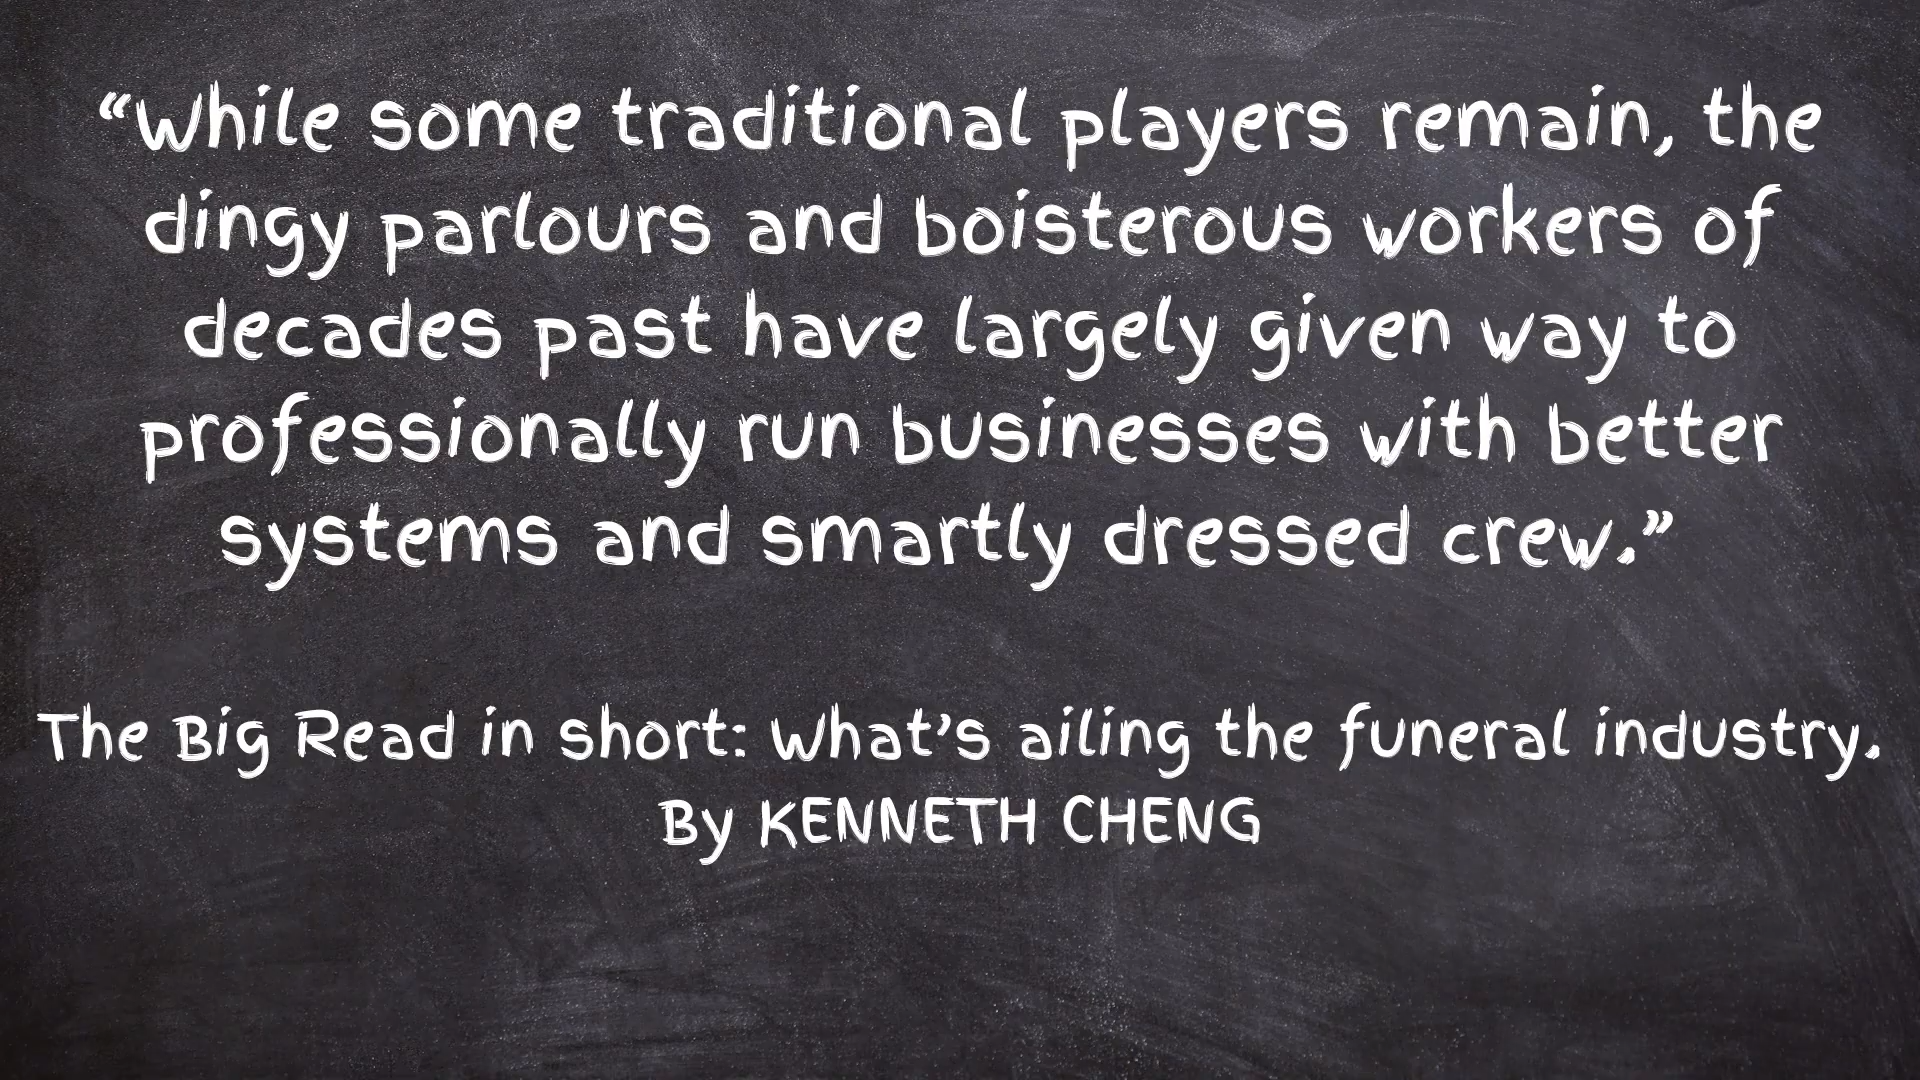 “While some traditional players remain, the
dingy parlours and boisterous workers of
decades past have largely given way to
professionally run businesses with better
systems and smartly dressed crew.”
The Big Read in short: What’s ailing the funeral industry.
By KENNETH CHENG